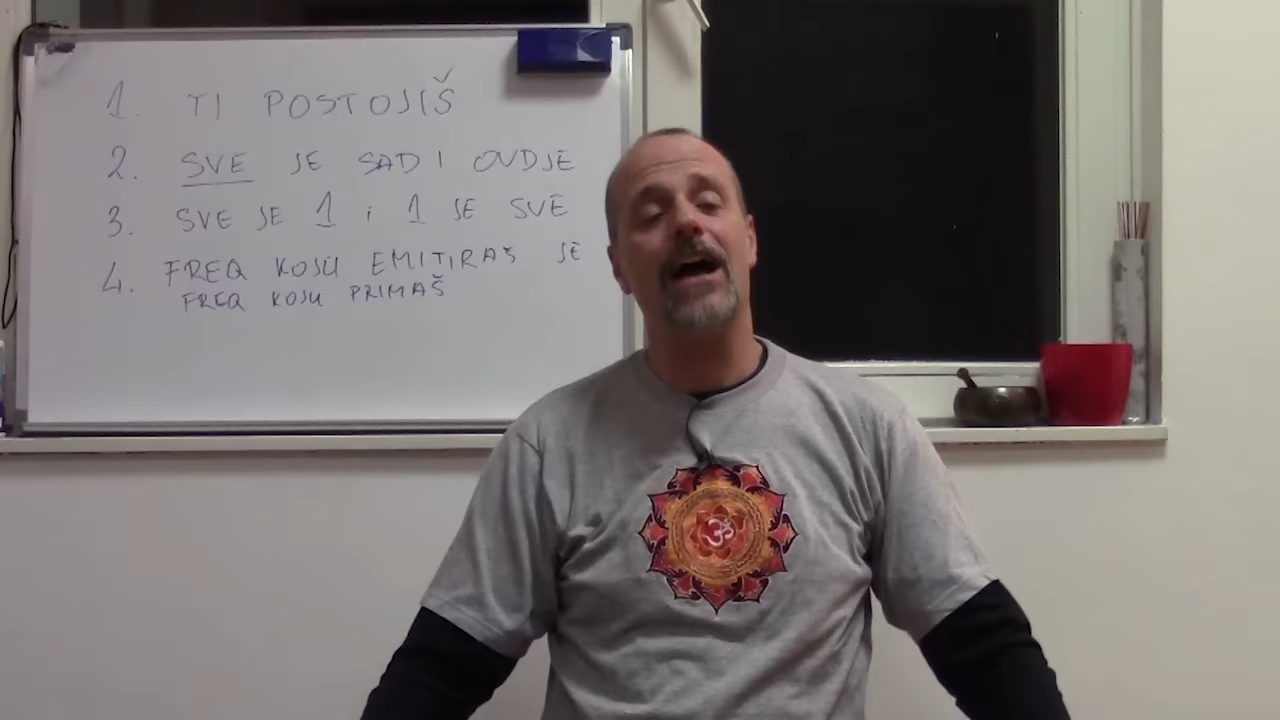 1. TI POSTOJIŠ
2. SVE JE SAD I OVDJE
3. SVE JE 1 i 1 JE SVE
4. FREQ KOJU EMITIRAŠ JE
FREQ KOJU PRIMAŠ
ॐ